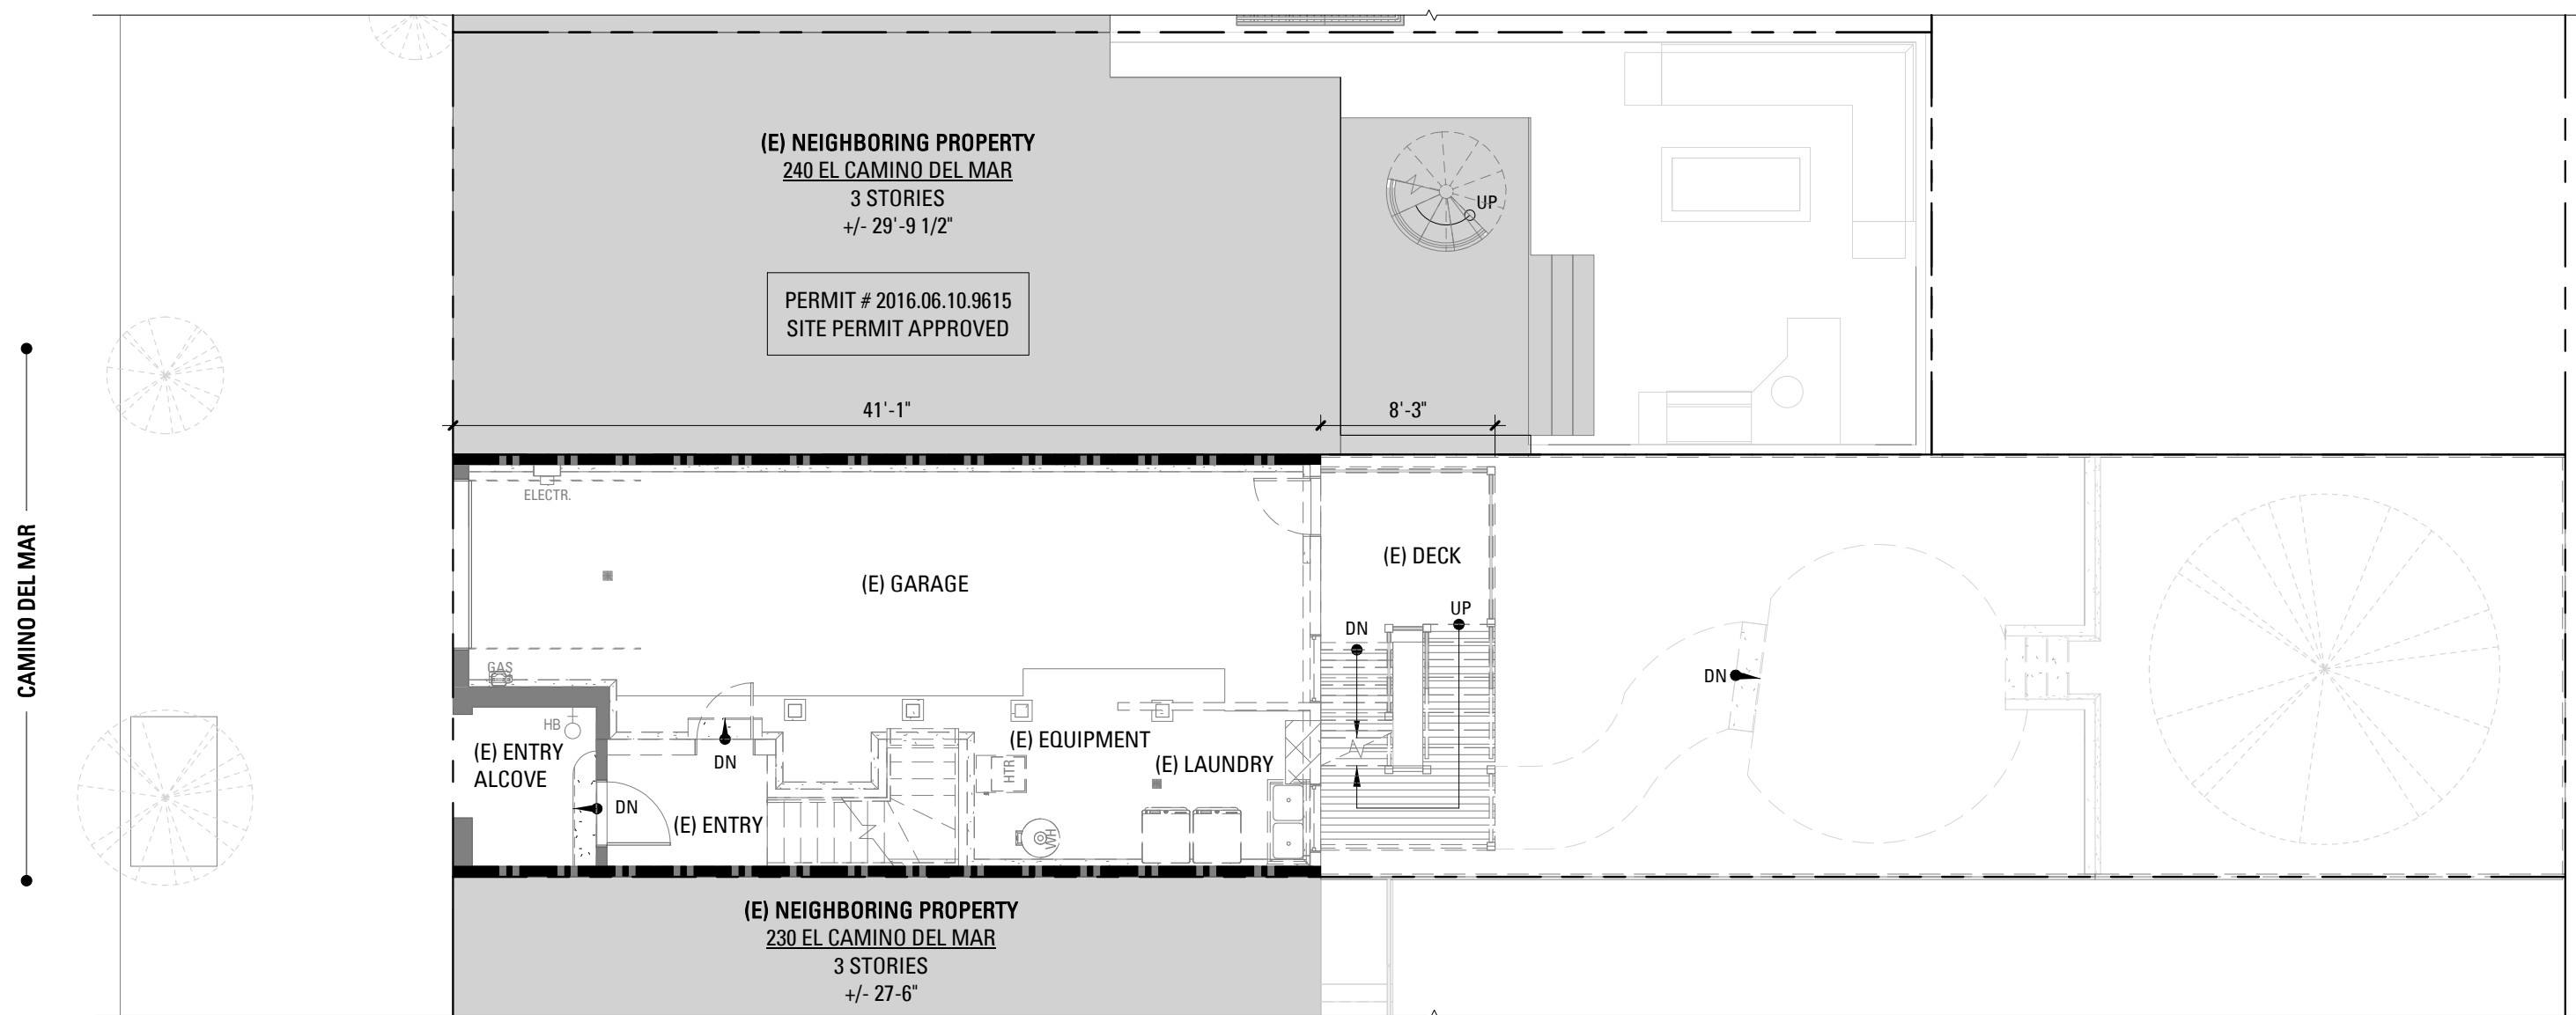 (E) NEIGHBORING PROPERTY
240 EL CAMINO DEL MAR
3 STORIES
+/- 29'-9 1/2"
UP
PERMIT # 2016.06.10.9615
SITE PERMIT APPROVED
41'-1"
8'-3"
CAMINO DEL MAR
ELECTR.
(E) GARAGE
(E) DECK
UP
DN
GAS
DN
HB
(E) ENTRY
ALCOVE
DN
(E) EQUIPMENT
HTR
(E) LAUNDRY
DN
(E) ENTRY
WH
(E) NEIGHBORING PROPERTY
230 EL CAMINO DEL MAR
3 STORIES
+/- 27-6"